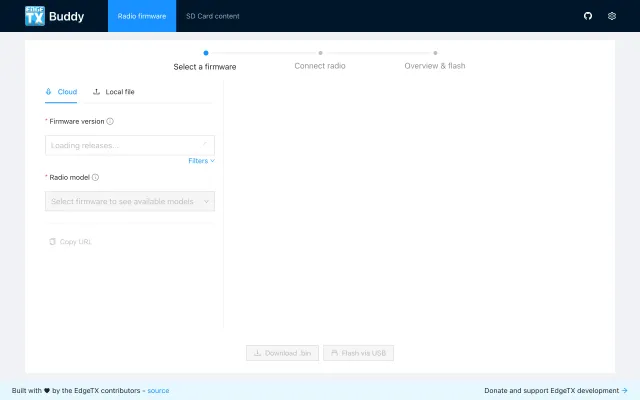 EDGE
TX Buddy
Radio firmware
SD Card content
Select a firmware
Connect radio
Overview & flash
Cloud
Local file
* Firmware version
Loading releases...
Filters
* Radio model
Select firmware to see available models
Copy URL
Download .bin
Flash via USB
Built with ♥ by the EdgeTX contributors - source
Donate and support EdgeTX development →